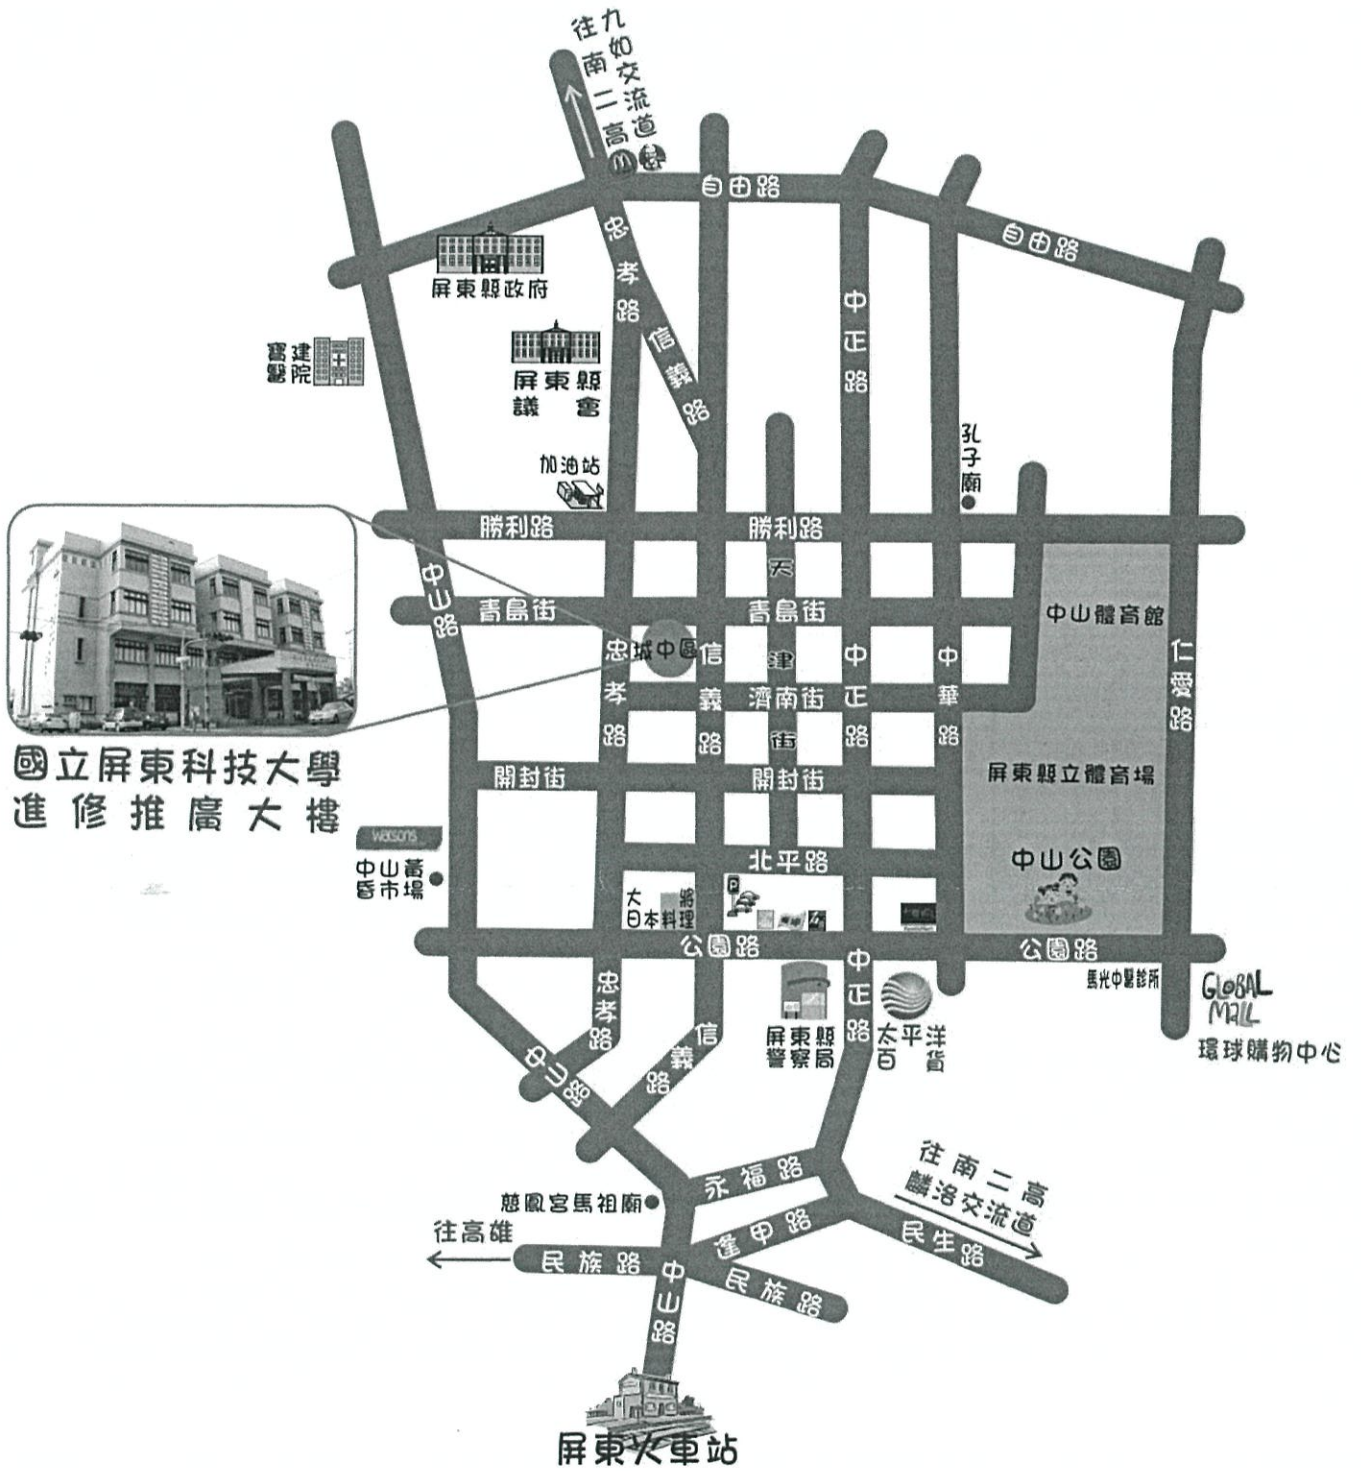 往南二高
九如交流道
自由路
自由路
忠孝路
屏東縣政府
中正路
信義路
寶建
醫院
屏東縣
議會
孔子廟
加油站
勝利路
勝利路
天津街
中山路
青島街
青島街
中山體育館
忠孝路
城中區
信義路
中正路
中華路
仁愛路
濟南街
國立屏東科技大學
進修推廣大樓
開封街
開封街
屏東縣立體育場
watsons
中山黃
昏市場
北平路
中山公園
大將
日本料理
P
公園路
公園路
忠孝路
信義路
中正路
屏東縣
警察局
太平洋
百貨
馬光中醫診所
GLOBAL
MALL
環球購物中心
中山路
永福路
往南二高
麟洛交流道
慈鳳宮馬祖廟
往高雄
民族路
逢甲路
民生路
中山路
民族路
屏東火車站